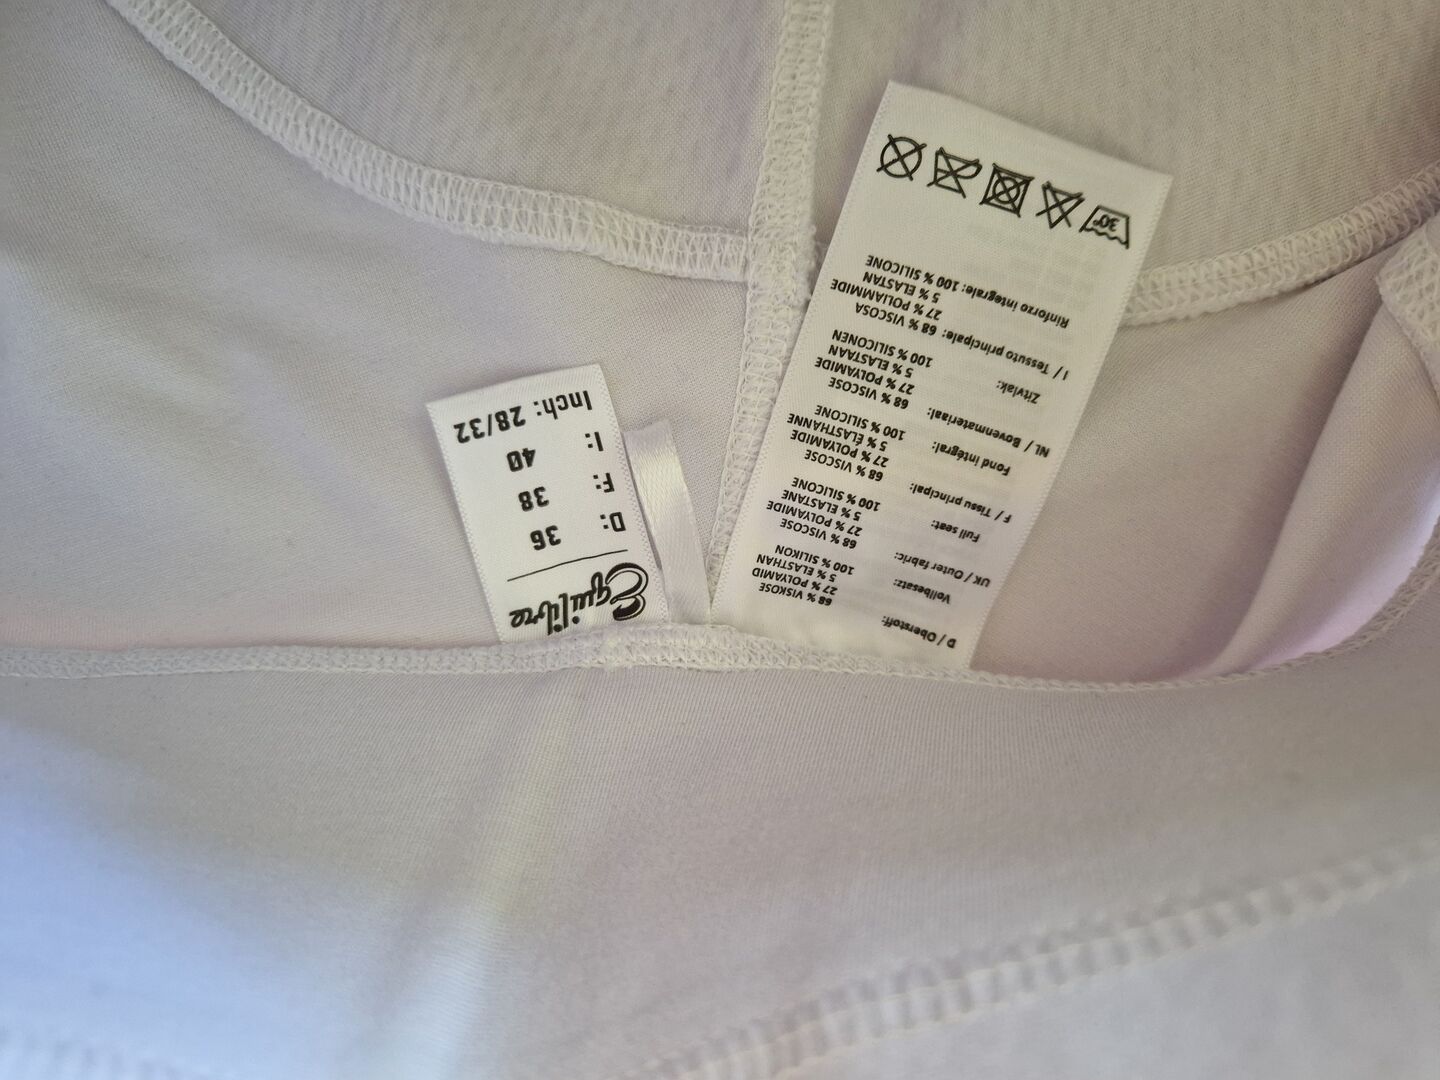 Equilibre
D: 36
F: 38
I: 40
Inch: 28/32
D / Oberstoff: 68 % VISKOSE
27 % POLYAMID
5 % ELASTHAN
Vollbesatz: 100 % SILIKON
UK / Outer fabric: 68 % VISCOSE
27 % POLYAMIDE
5 % ELASTANE
Full seat: 100 % SILICONE
F / Tissu principal: 68 % VISCOSE
27 % POLYAMIDE
5 % ÉLASTHANNE
Fond intégral: 100 % SILICONE
NL / Bovenmateriaal: 68 % VISCOSE
27 % POLYAMIDE
5 % ELASTAAN
Zitvlak: 100 % SILICONEN
I / Tessuto principale: 68 % VISCOSA
27 % POLIAMMIDE
5 % ELASTAN
Rinforzo integrale: 100 % SILICONE
30°